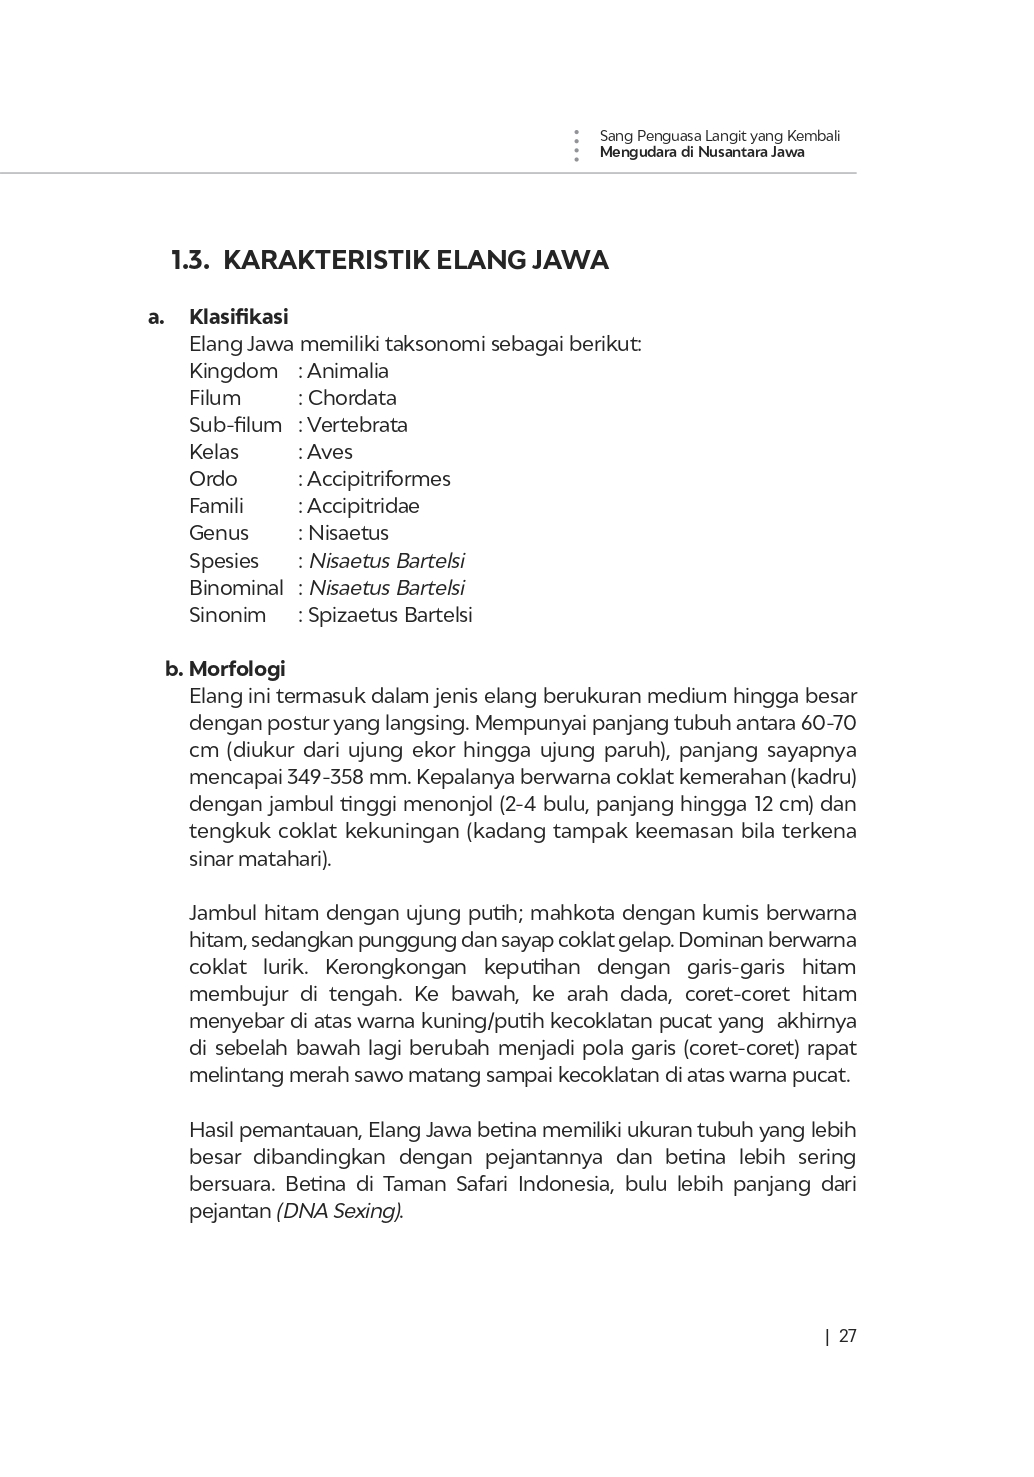 Sang Penguasa Langit yang Kembali
Mengudara di Nusantara Jawa
1.3. KARAKTERISTIK ELANG JAWA
a. Klasifikasi
Elang Jawa memiliki taksonomi sebagai berikut:
Kingdom : Animalia
Filum : Chordata
Sub-filum : Vertebrata
Kelas : Aves
Ordo : Accipitriformes
Famili : Accipitridae
Genus : Nisaetus
Spesies : Nisaetus Bartelsi
Binominal : Nisaetus Bartelsi
Sinonim : Spizaetus Bartelsi
b. Morfologi
Elang ini termasuk dalam jenis elang berukuran medium hingga besar
dengan postur yang langsing. Mempunyai panjang tubuh antara 60-70
cm (diukur dari ujung ekor hingga ujung paruh), panjang sayapnya
mencapai 349-358 mm. Kepalanya berwarna coklat kemerahan (kadru)
dengan jambul tinggi menonjol (2-4 bulu, panjang hingga 12 cm) dan
tengkuk coklat kekuningan (kadang tampak keemasan bila terkena
sinar matahari).
Jambul hitam dengan ujung putih; mahkota dengan kumis berwarna
hitam, sedangkan punggung dan sayap coklat gelap. Dominan berwarna
coklat lurik. Kerongkongan keputihan dengan garis-garis hitam
membujur di tengah. Ke bawah, ke arah dada, coret-coret hitam
menyebar di atas warna kuning/putih kecoklatan pucat yang akhirnya
di sebelah bawah lagi berubah menjadi pola garis (coret-coret) rapat
melintang merah sawo matang sampai kecoklatan di atas warna pucat.
Hasil pemantauan, Elang Jawa betina memiliki ukuran tubuh yang lebih
besar dibandingkan dengan pejantannya dan betina lebih sering
bersuara. Betina di Taman Safari Indonesia, bulu lebih panjang dari
pejantan (DNA Sexing).
| 27